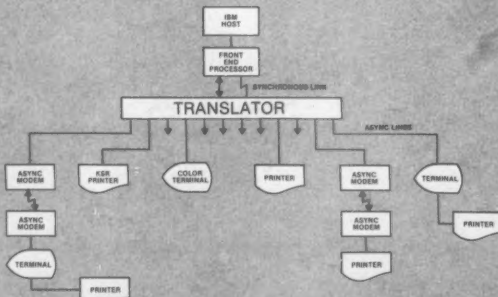 IBM
HOST
FRONT
END
PROCESSOR
SYNCHRONOUS LINK
TRANSLATOR
ASYNC LINES
ASYNC
MODEM
KSR
PRINTER
COLOR
TERMINAL
PRINTER
ASYNC
MODEM
TERMINAL
ASYNC
MODEM
ASYNC
MODEM
PRINTER
TERMINAL
PRINTER
PRINTER